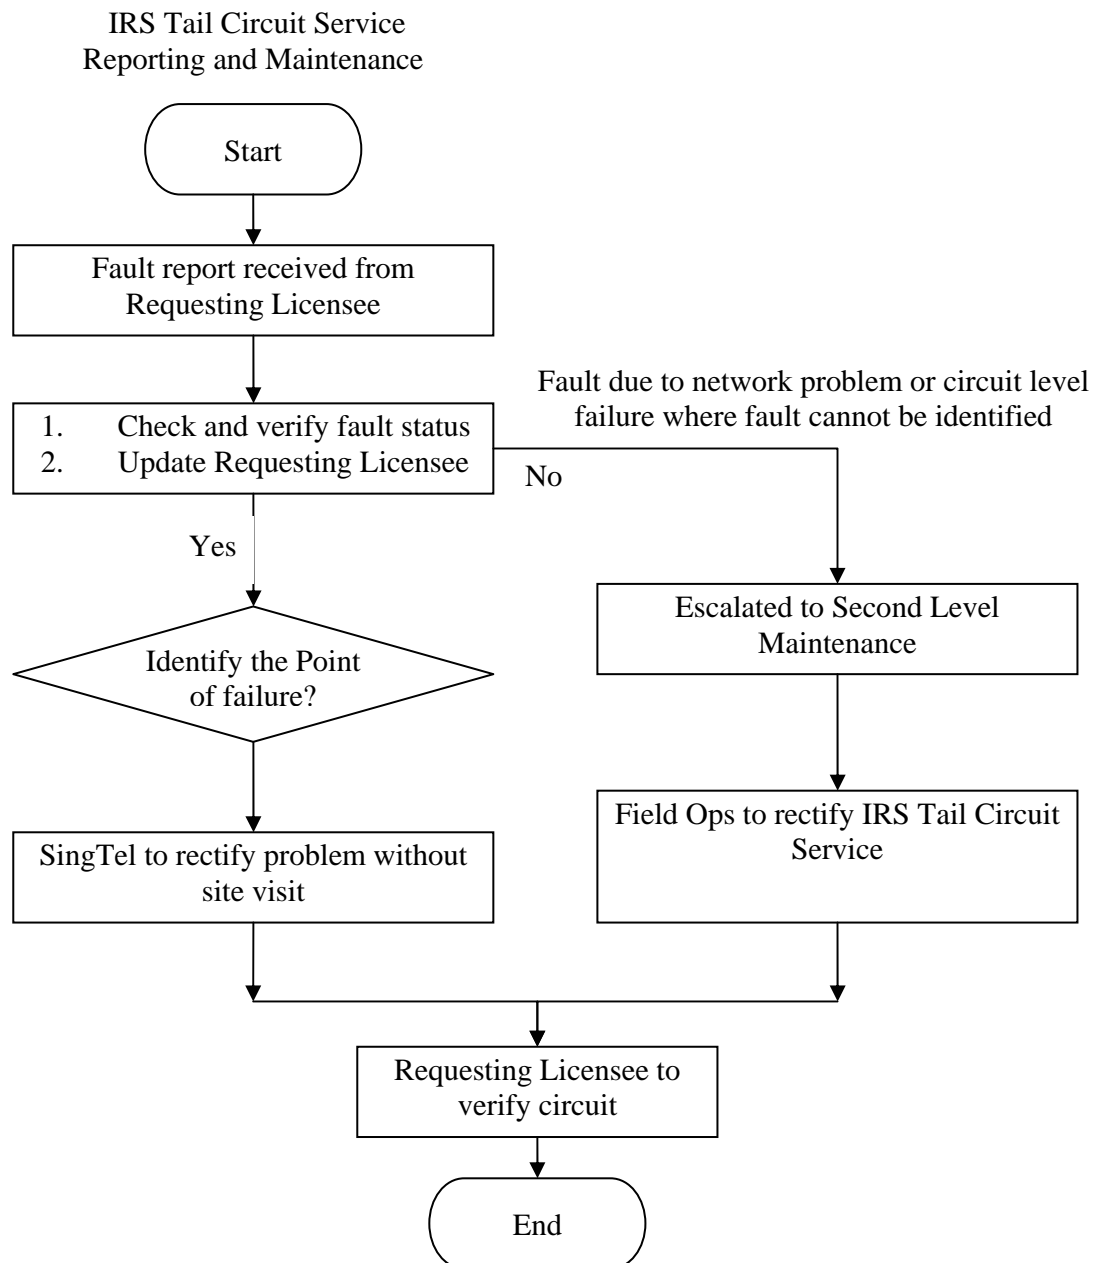 IRS Tail Circuit Service
Reporting and Maintenance
Start
Fault report received from
Requesting Licensee
Fault due to network problem or circuit level
failure where fault cannot be identified
1. Check and verify fault status
2. Update Requesting Licensee
No
Yes
Escalated to Second Level
Maintenance
Identify the Point
of failure?
Field Ops to rectify IRS Tail Circuit
Service
SingTel to rectify problem without
site visit
Requesting Licensee to
verify circuit
End